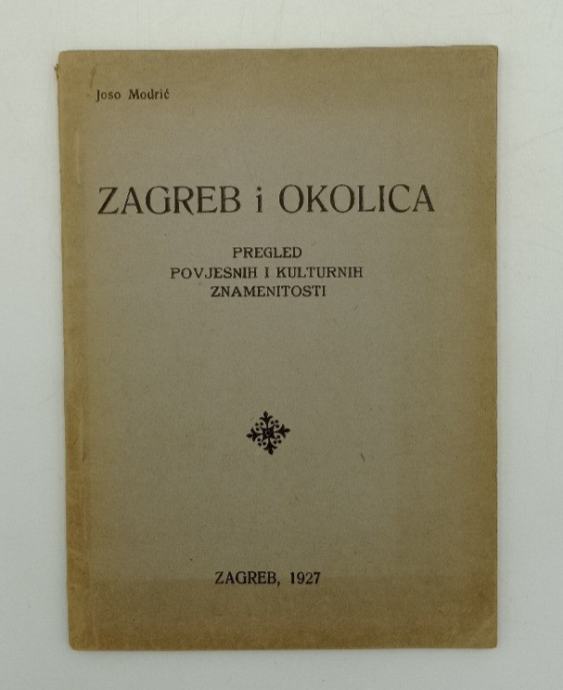 Joso Modrić
ZAGREB i OKOLICA
PREGLED
POVJESNIH I KULTURNIH
ZNAMENITOSTI
ZAGREB, 1927